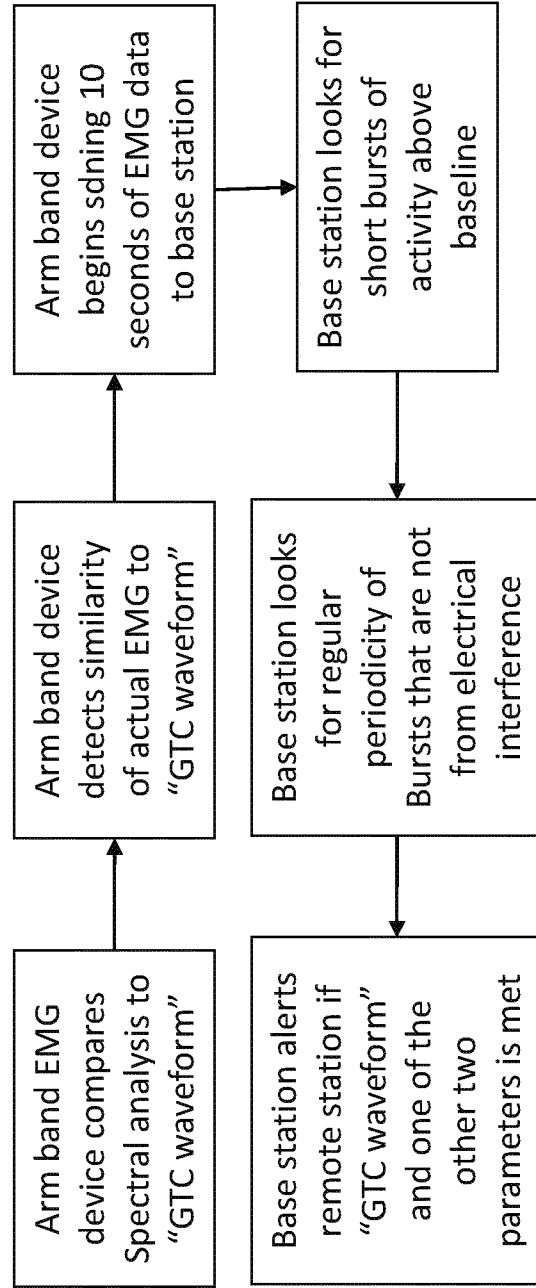 Arm band EMG
device compares
Spectral analysis to
“GTC waveform”
Arm band device
detects similarity
of actual EMG to
“GTC waveform”
Arm band device
begins sdning 10
seconds of EMG data
to base station
Base station looks for
short bursts of
activity above
baseline
Base station looks
for regular
periodicity of
Bursts that are not
from electrical
interference
Base station alerts
remote station if
“GTC waveform”
and one of the
other two
parameters is met